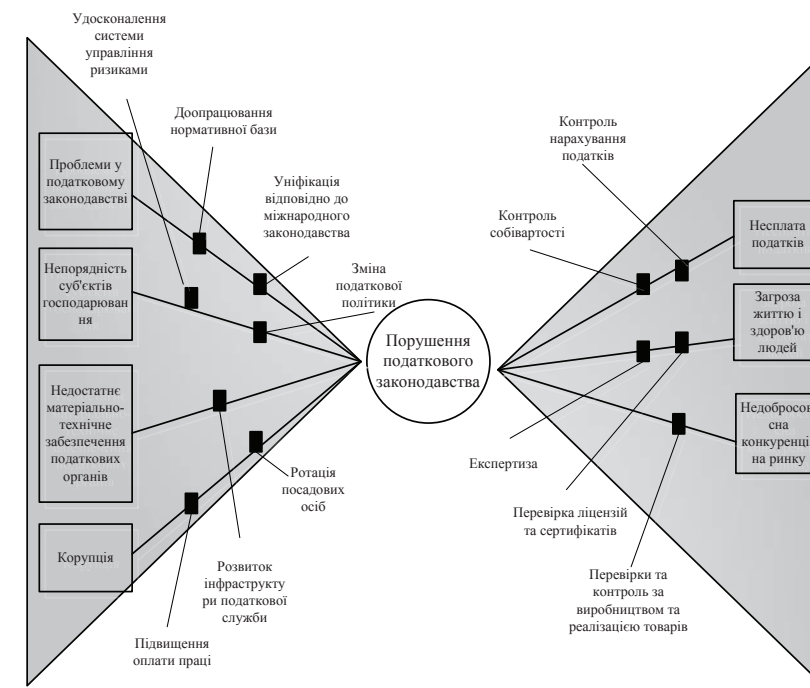 Удосконалення
системи
управління
ризиками
Доопрацювання
нормативної бази
Уніфікація
відповідно до
міжнародного
законодавства
Зміна
податкової
політики
Проблеми у
податковому
законодавстві
Непорядність
суб'єктів
господарюван
ня
Недостатнє
матеріально-
технічне
забезпечення
податкових
органів
Корупція
Ротація
посадових
осіб
Розвиток
інфраструкту
ри податкової
служби
Підвищення
оплати праці
Порушення
податкового
законодавства
Контроль
нарахування
податків
Контроль
собівартості
Несплата
податків
Загроза
життю і
здоров'ю
людей
Недобросов
сна
конкуренці
на ринку
Експертиза
Перевірка ліцензій
та сертифікатів
Перевірки та
контроль за
виробництвом та
реалізацією товарів